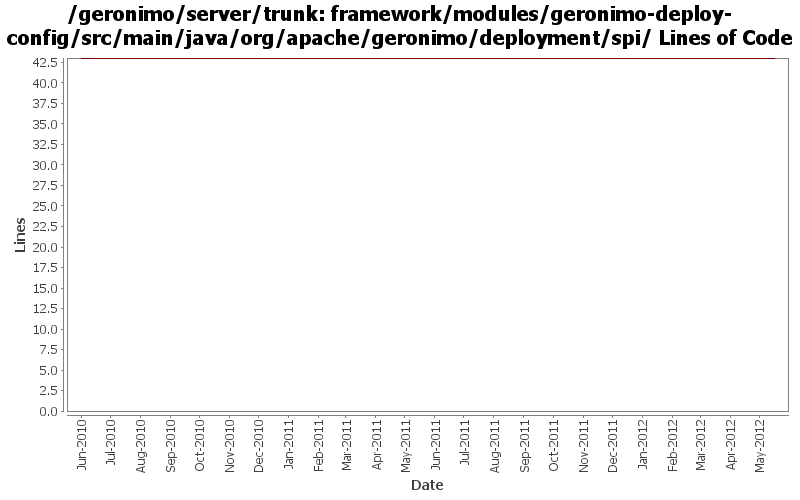 /geronimo/server/trunk: framework/modules/geronimo-deploy-
config/src/main/java/org/apache/geronimo/deployment/spi/ Lines of Code
42.5
40.0
37.5
35.0
32.5
30.0
27.5
25.0
22.5
20.0
17.5
15.0
12.5
10.0
7.5
5.0
2.5
0.0
Lines
Jun-2010
Jul-2010
Aug-2010
Sep-2010
Oct-2010
Nov-2010
Dec-2010
Jan-2011
Feb-2011
Mar-2011
Apr-2011
May-2011
Jun-2011
Jul-2011
Aug-2011
Sep-2011
Oct-2011
Nov-2011
Dec-2011
Jan-2012
Feb-2012
Mar-2012
Apr-2012
May-2012
Date